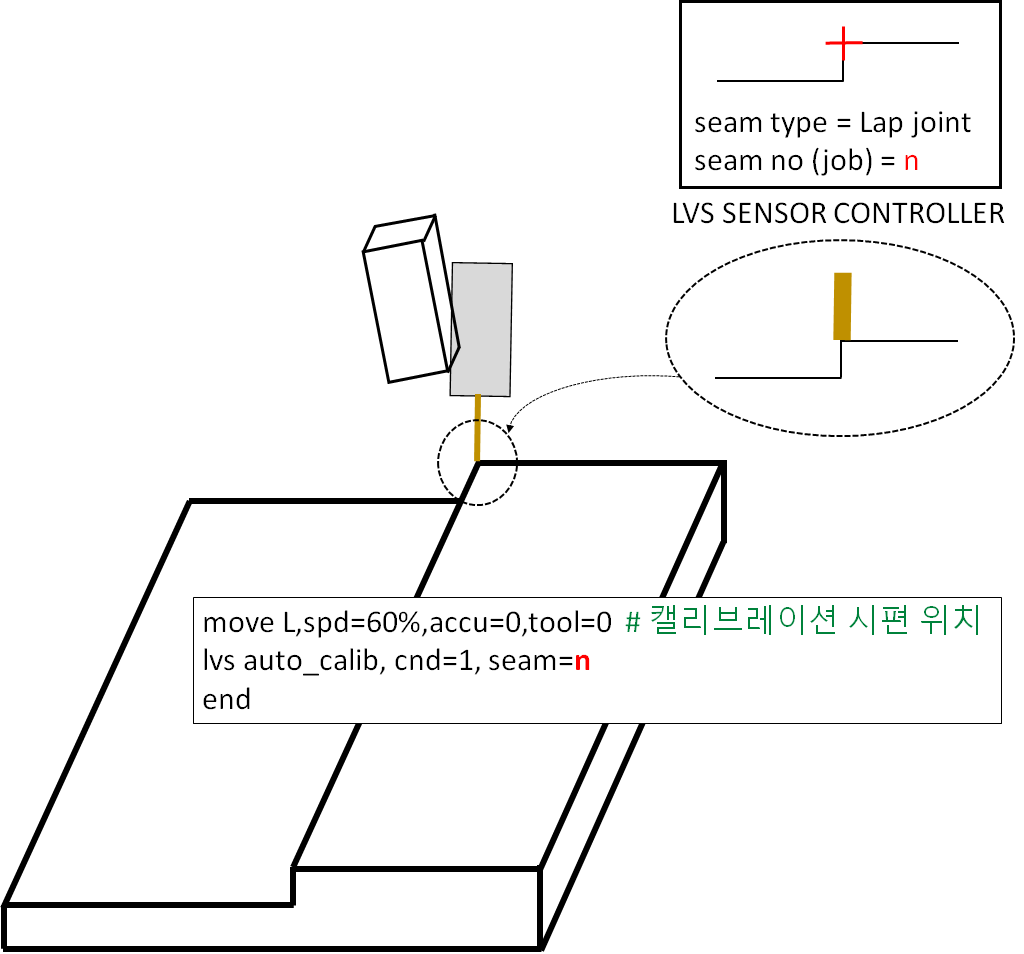 seam type = Lap joint
seam no (job) = n
LVS SENSOR CONTROLLER
move L,spd=60%,accu=0,tool=0 # 캘리브레이션 시편 위치
lvs auto_calib, cnd=1, seam=n
end